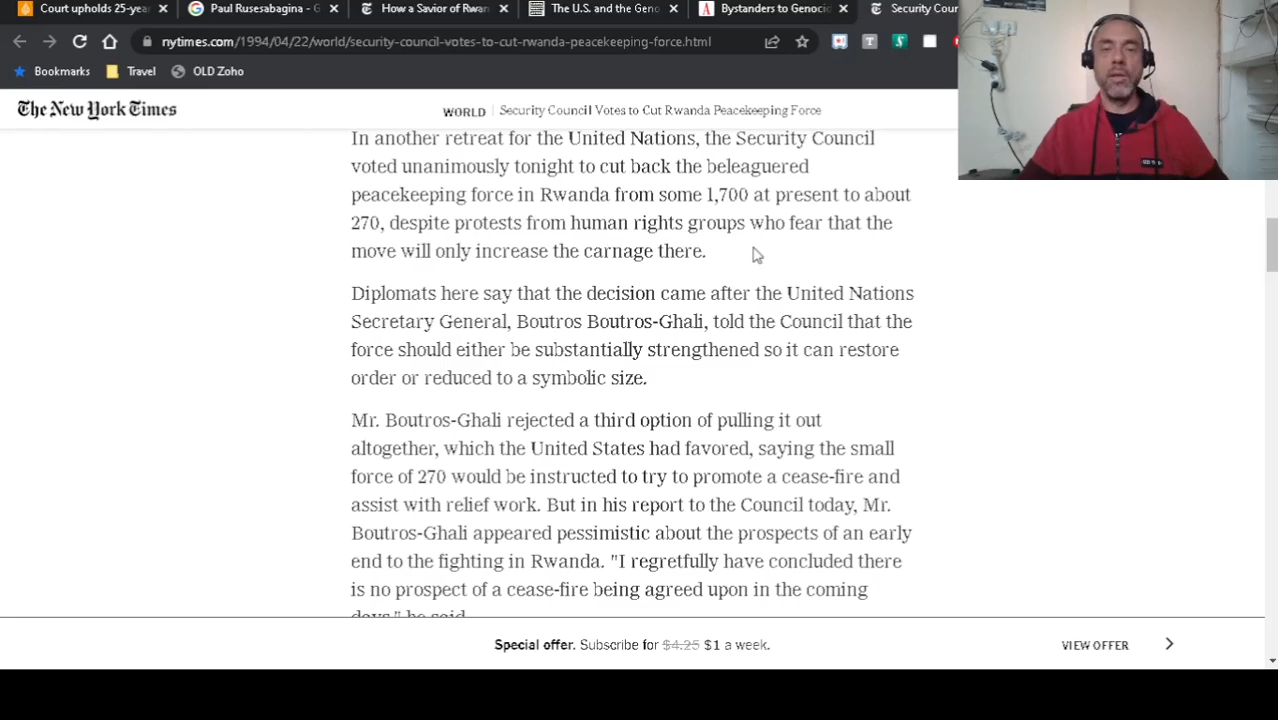 Court upholds 25-yea
Paul Rusesabagina - G
How a Savior of Rwan
The U.S. and the Geno
Bystanders to Genocid
Security Coun
nytimes.com/1994/04/22/world/security-council-votes-to-cut-rwanda-peacekeeping-force.html
Bookmarks
Travel
OLD Zoho
The New York Times
WORLD | Security Council Votes to Cut Rwanda Peacekeeping Force
In another retreat for the United Nations, the Security Council
voted unanimously tonight to cut back the beleaguered
peacekeeping force in Rwanda from some 1,700 at present to about
270, despite protests from human rights groups who fear that the
move will only increase the carnage there.
Diplomats here say that the decision came after the United Nations
Secretary General, Boutros Boutros-Ghali, told the Council that the
force should either be substantially strengthened so it can restore
order or reduced to a symbolic size.
Mr. Boutros-Ghali rejected a third option of pulling it out
altogether, which the United States had favored, saying the small
force of 270 would be instructed to try to promote a cease-fire and
assist with relief work. But in his report to the Council today, Mr.
Boutros-Ghali appeared pessimistic about the prospects of an early
end to the fighting in Rwanda. "I regretfully have concluded there
is no prospect of a cease-fire being agreed upon in the coming
days," he said.
Special offer. Subscribe for $4.25 $1 a week.
VIEW OFFER